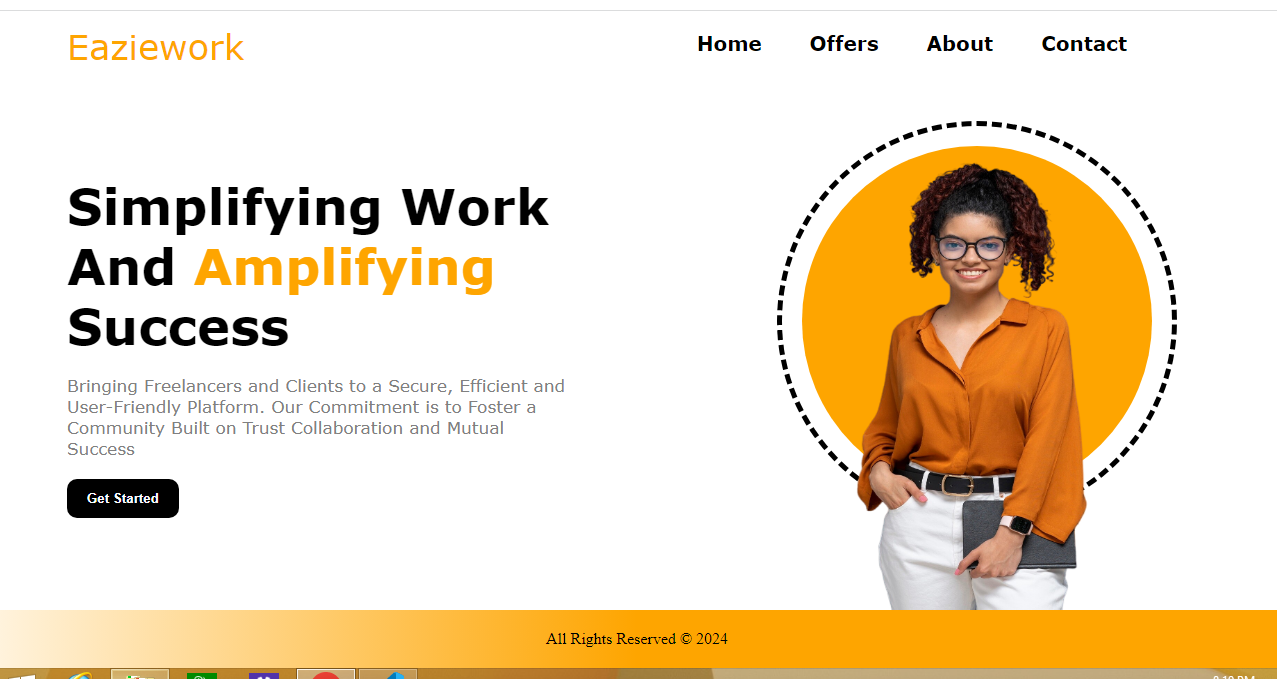 Eaziework
Home Offers About Contact
Simplifying Work
And Amplifying
Success
Bringing Freelancers and Clients to a Secure, Efficient and
User-Friendly Platform. Our Commitment is to Foster a
Community Built on Trust Collaboration and Mutual
Success
Get Started
All Rights Reserved © 2024